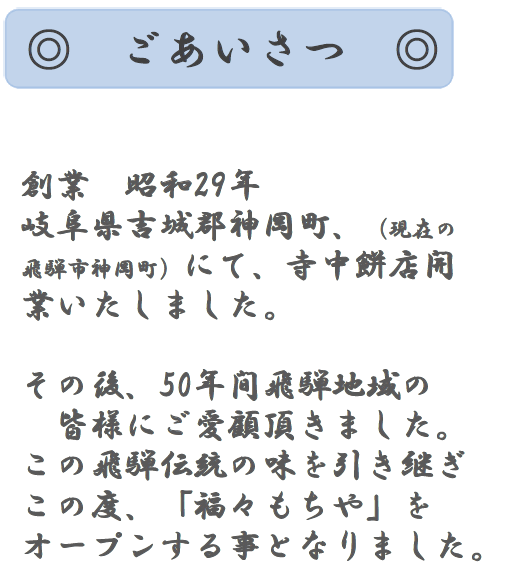 ◎ ごあいさつ ◎
創業 昭和29年
岐阜県吉城郡神岡町、(現在の
飛騨市神岡町)にて、寺中餅店開
業いたしました。
その後、50年間飛騨地域の
皆様にご愛顧頂きました。
この飛騨伝統の味を引き継ぎ
この度、「福々もちや」を
オープンする事となりました。